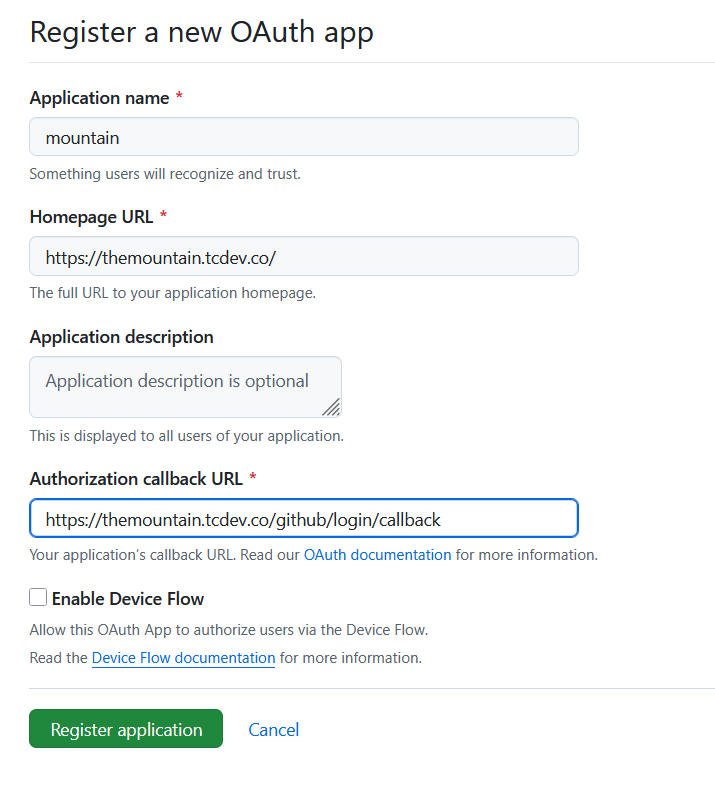 Register a new OAuth app
Application name *
mountain
Something users will recognize and trust.
Homepage URL *
https://themountain.tcdev.co/
The full URL to your application homepage.
Application description
Application description is optional
This is displayed to all users of your application.
Authorization callback URL *
https://themountain.tcdev.co/github/login/callback
Your application's callback URL. Read our OAuth documentation for more information.
Enable Device Flow
Allow this OAuth App to authorize users via the Device Flow.
Read the Device Flow documentation for more information.
Register application Cancel